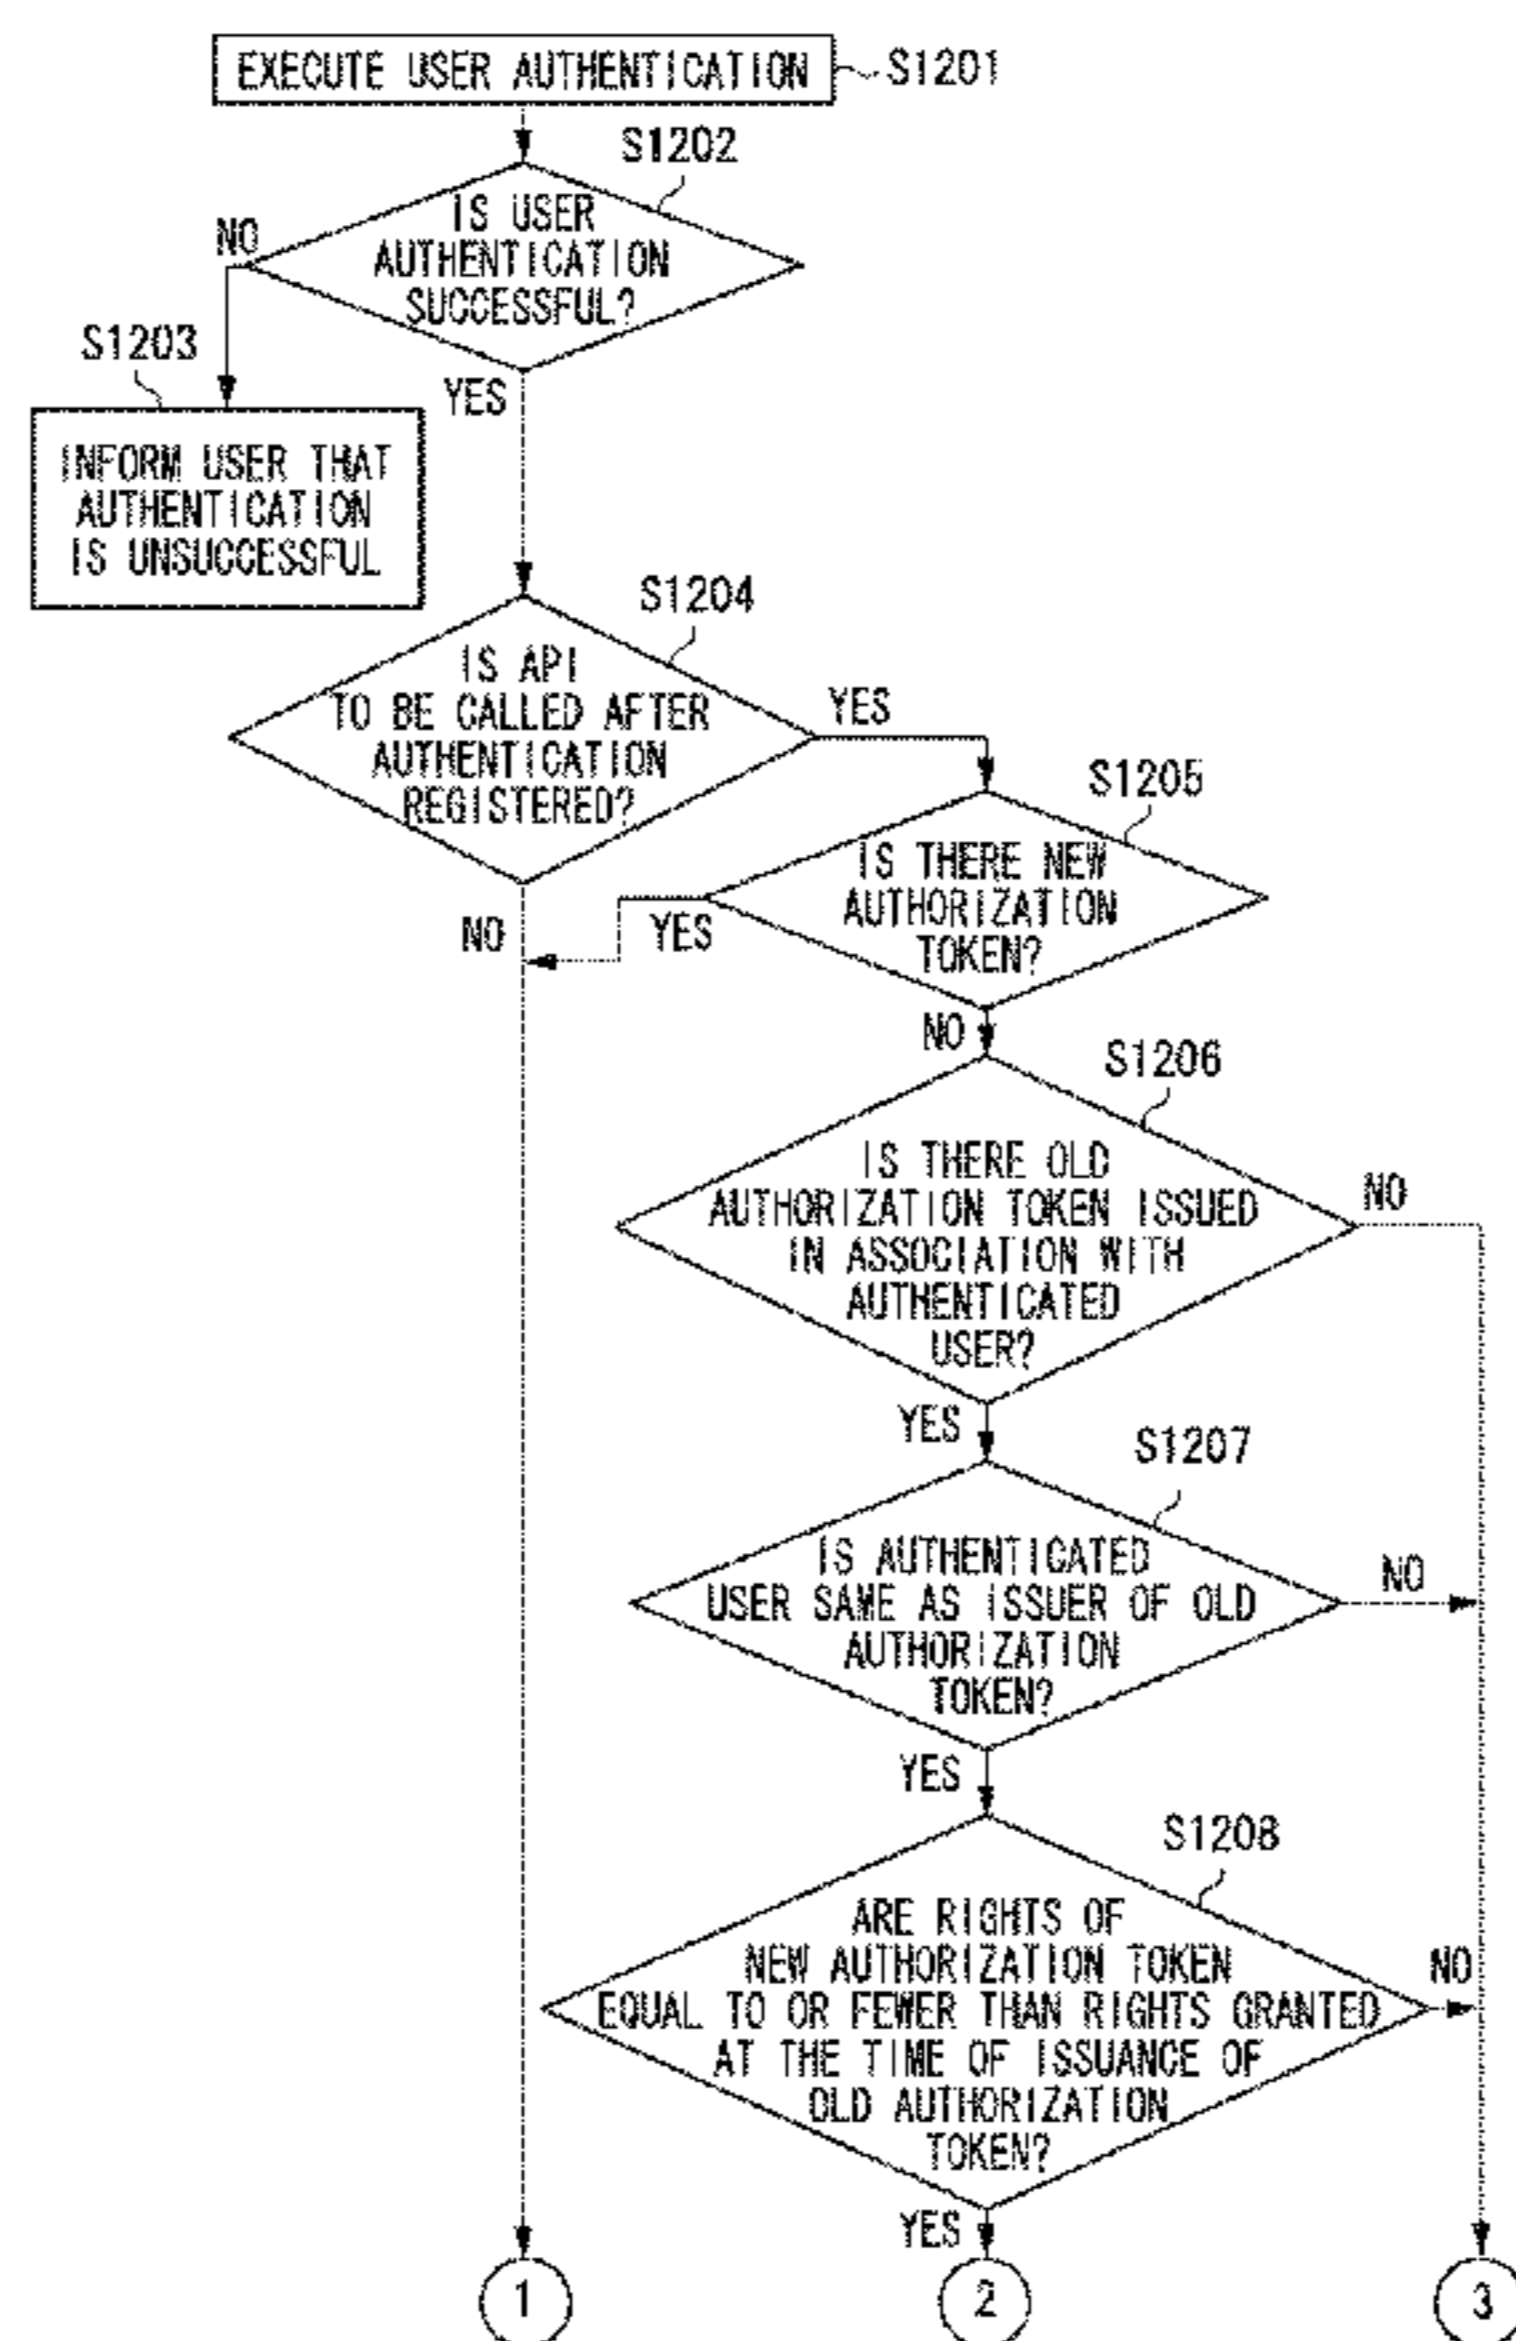 EXECUTE USER AUTHENTICATION
S1201
S1202
IS USER
AUTHENTICATION
SUCCESSFUL?
NO
YES
S1203
INFORM USER THAT
AUTHENTICATION
IS UNSUCCESSFUL
S1204
IS API
TO BE CALLED AFTER
AUTHENTICATION
REGISTERED?
YES
NO
S1205
IS THERE NEW
AUTHORIZATION
TOKEN?
YES
NO
S1206
IS THERE OLD
AUTHORIZATION TOKEN ISSUED
IN ASSOCIATION WITH
AUTHENTICATED
USER?
NO
YES
S1207
IS AUTHENTICATED
USER SAME AS ISSUER OF OLD
AUTHORIZATION
TOKEN?
NO
YES
S1208
ARE RIGHTS OF
NEW AUTHORIZATION TOKEN
EQUAL TO OR FEWER THAN RIGHTS GRANTED
AT THE TIME OF ISSUANCE OF
OLD AUTHORIZATION
TOKEN?
NO
YES
1
2
3